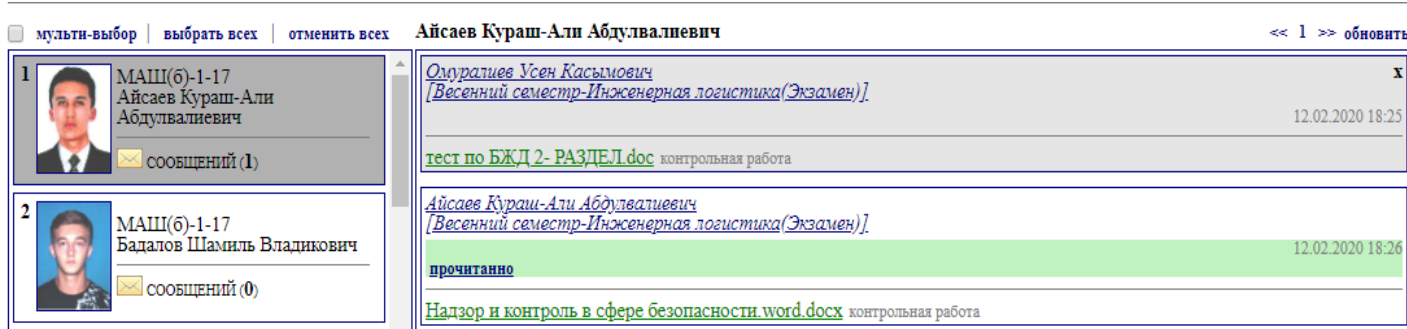 мульти-выбор | выбрать всех | отменить всех
Айсаев Кураш-Али Абдулвалиевич
<< 1 >> обновить
1
МАШ(б)-1-17
Айсаев Кураш-Али
Абдулвалиевич
СООБЩЕНИЙ (1)
2
МАШ(б)-1-17
Бадалов Шамиль Владикович
СООБЩЕНИЙ (0)
Омуралиев Усен Касымович
x
[Весенний семестр-Инженерная логистика(Экзамен)]
12.02.2020 18:25
тест по БЖД 2- РАЗДЕЛ.doc контрольная работа
Айсаев Кураш-Али Абдулвалиевич
[Весенний семестр-Инженерная логистика(Экзамен)]
12.02.2020 18:26
прочитанно
Надзор и контроль в сфере безопасности.word.docx контрольная работа